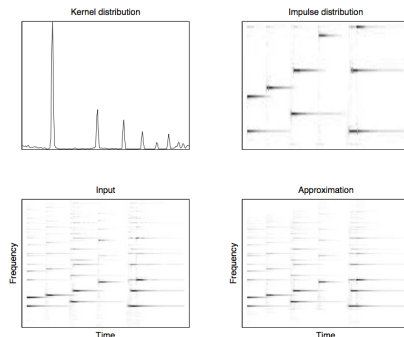 Kernel distribution
Impulse distribution
Input
Frequency
Time
Approximation
Frequency
Time